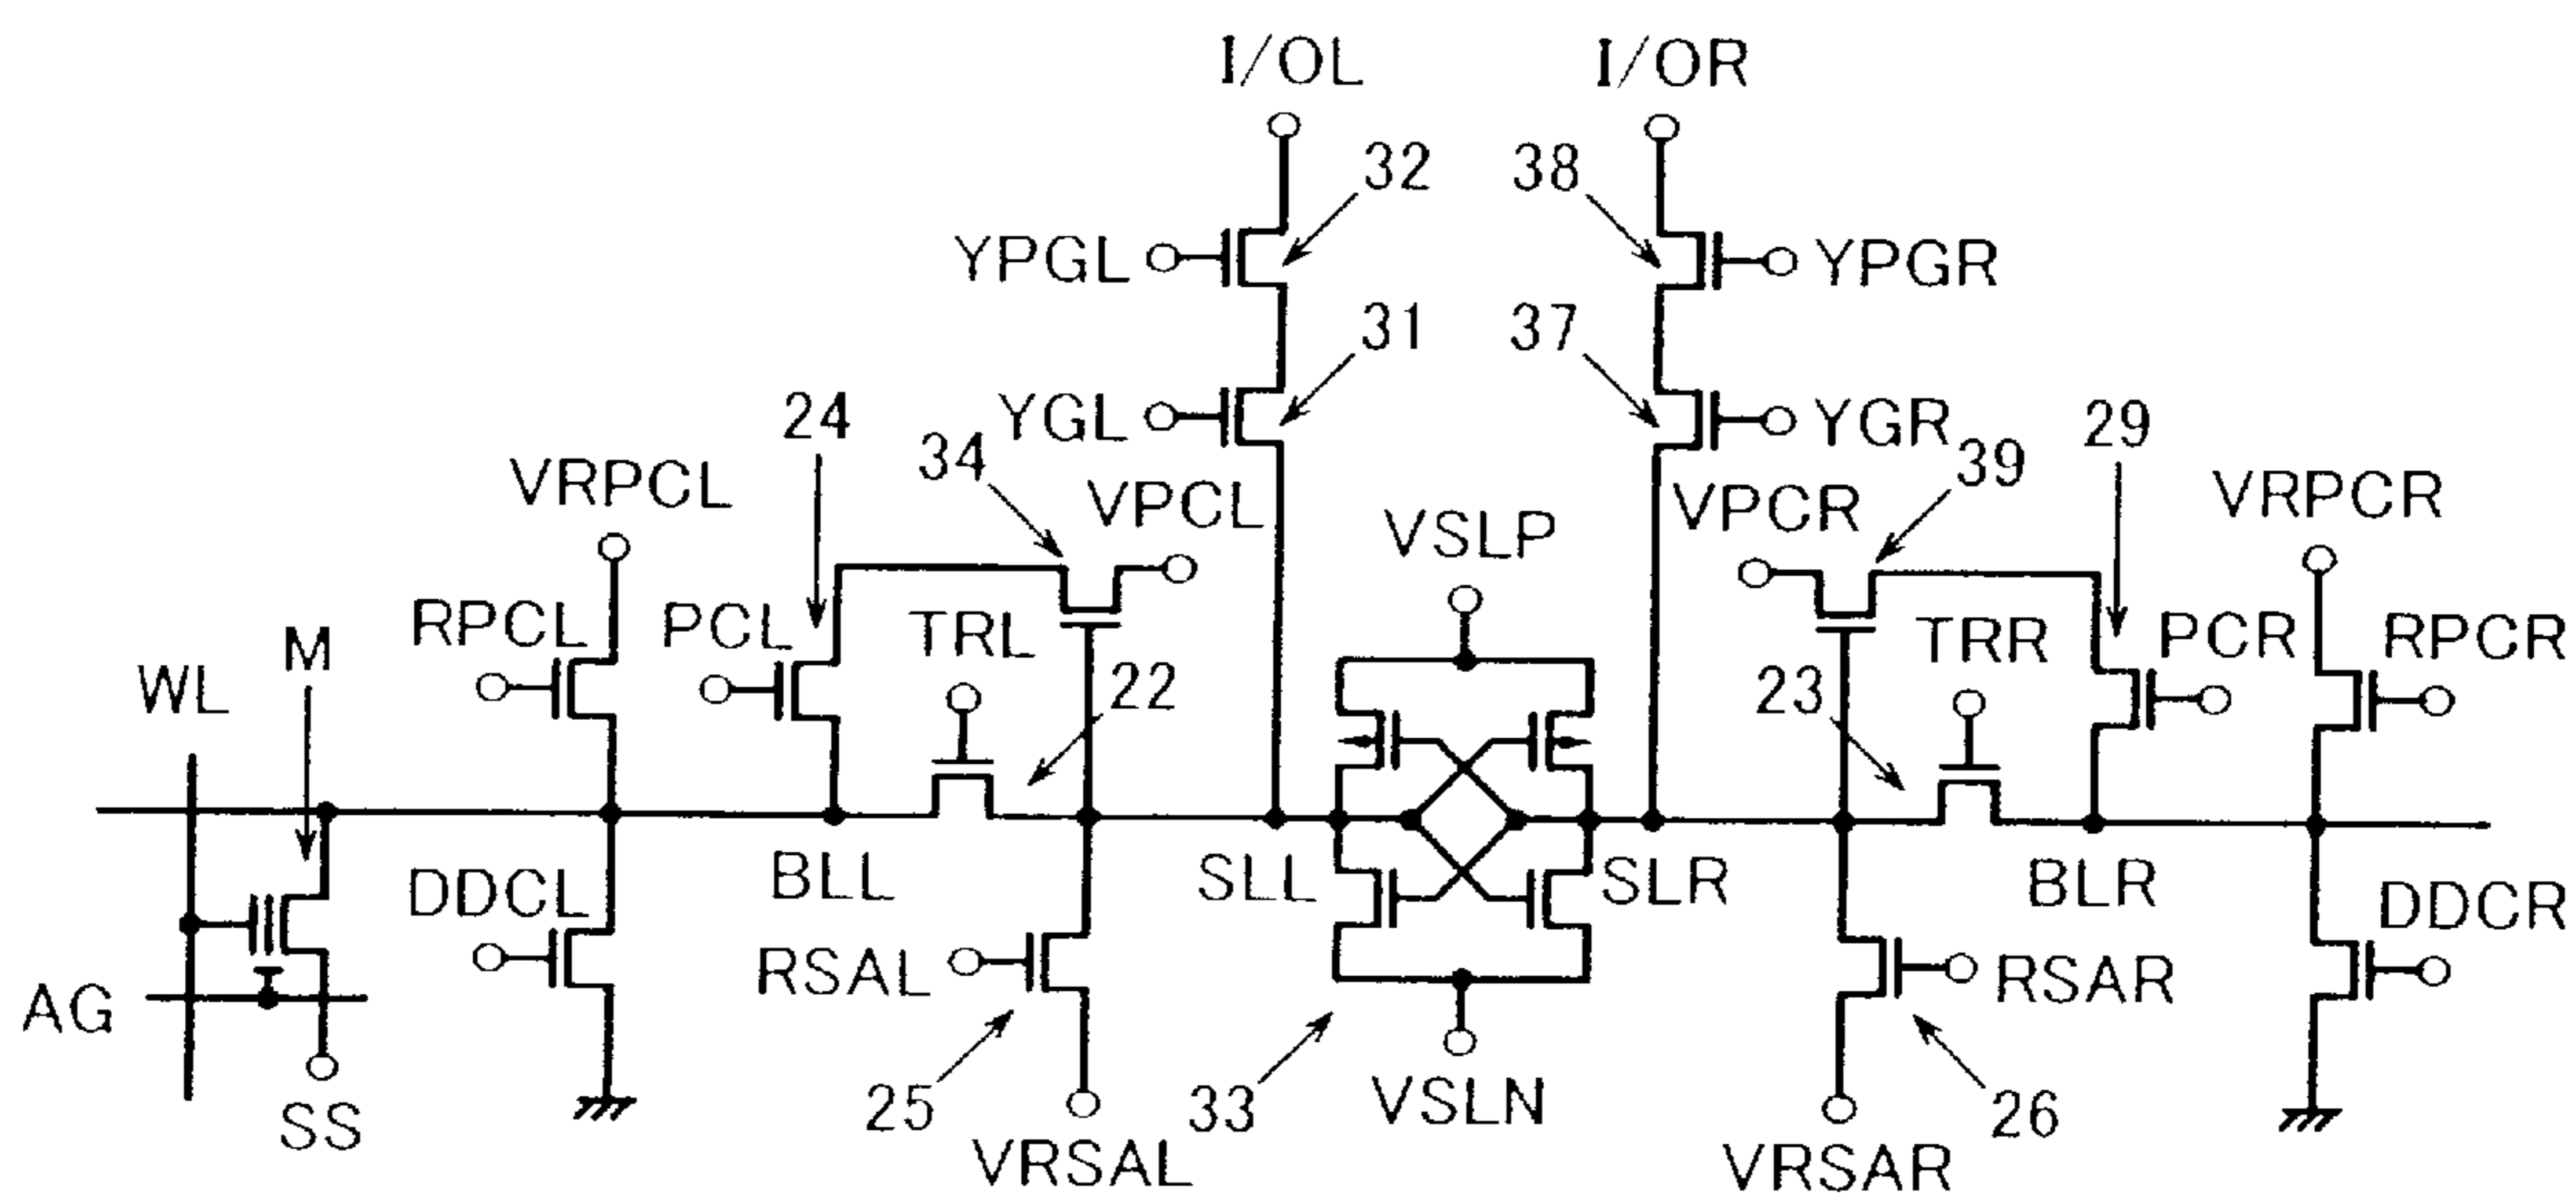 I/OL I/OR
32 38
YPGL YPGR
31 37
24 YGL YGR 29
34 39
VRPCL VPCL VPCR VRPCR
VSLP
RPCL PCL TRL TRR PCR RPCR
M
WL 22 23
BLL SLL SLR BLR
DDCL DDCR
RSAL RSAR
AG
25 33 VSLN 26
SS
VRSAL VRSAR